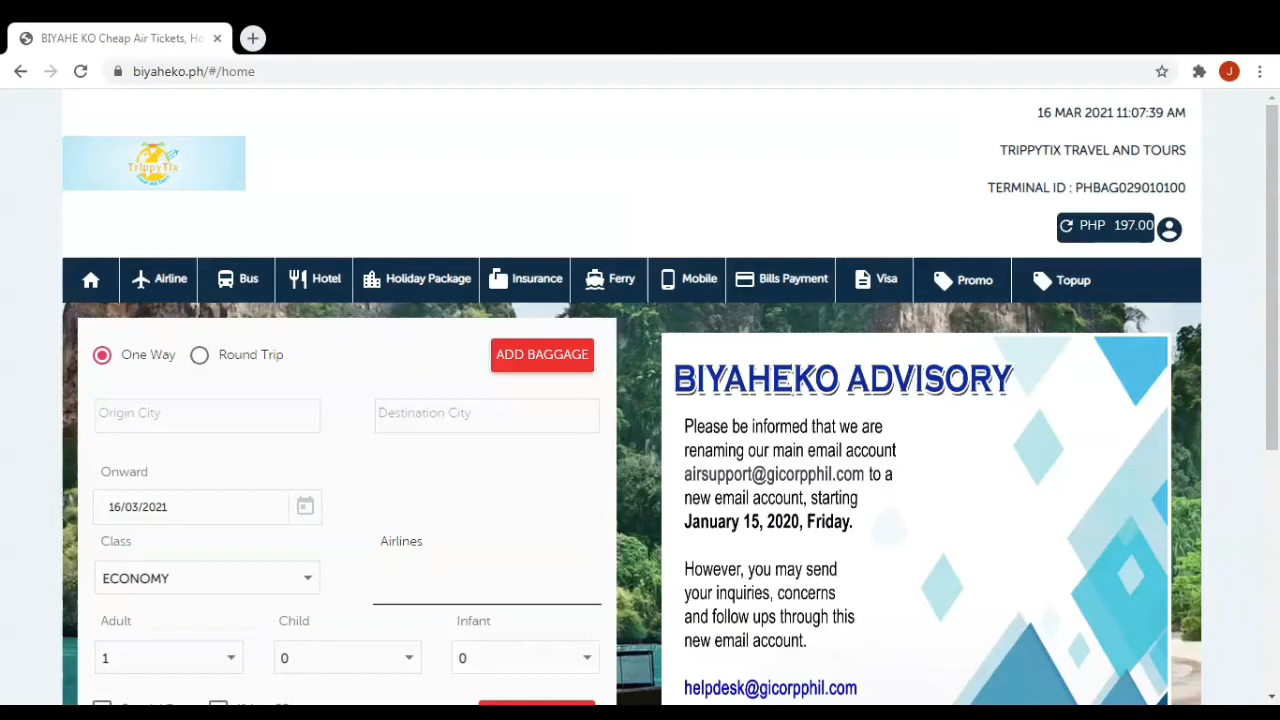 BIYAHE KO Cheap Air Tickets, Ho
biyaheko.ph/#/home
J
16 MAR 2021 11:07:39 AM
TrippyTix
TRIPPYTIX TRAVEL AND TOURS
TERMINAL ID : PHBAG029010100
PHP 197.00
Airline
Bus
Hotel
Holiday Package
Insurance
Ferry
Mobile
Bills Payment
Visa
Promo
Topup
One Way
Round Trip
ADD BAGGAGE
Origin City
Destination City
Onward
16/03/2021
Class
Airlines
ECONOMY
Adult
Child
Infant
1
0
0
BIYAHEKO ADVISORY
Please be informed that we are
renaming our main email account
airsupport@gicorpphil.com to a
new email account, starting
January 15, 2020, Friday.
However, you may send
your inquiries, concerns
and follow ups through this
new email account.
helpdesk@gicorpphil.com